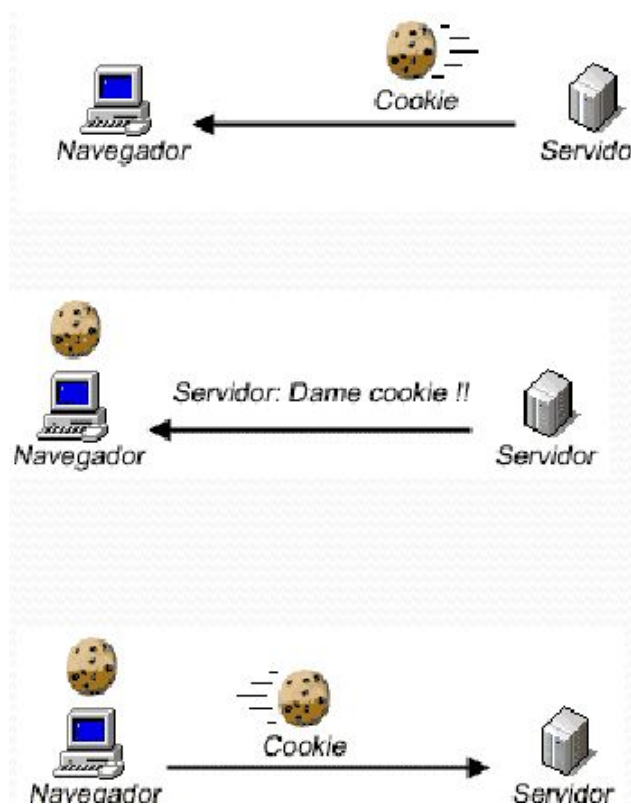 Cookie
Navegador
Servido
Servidor: Dame cookie !!
Navegador
Servidor
Cookie
Navegador
Servidor